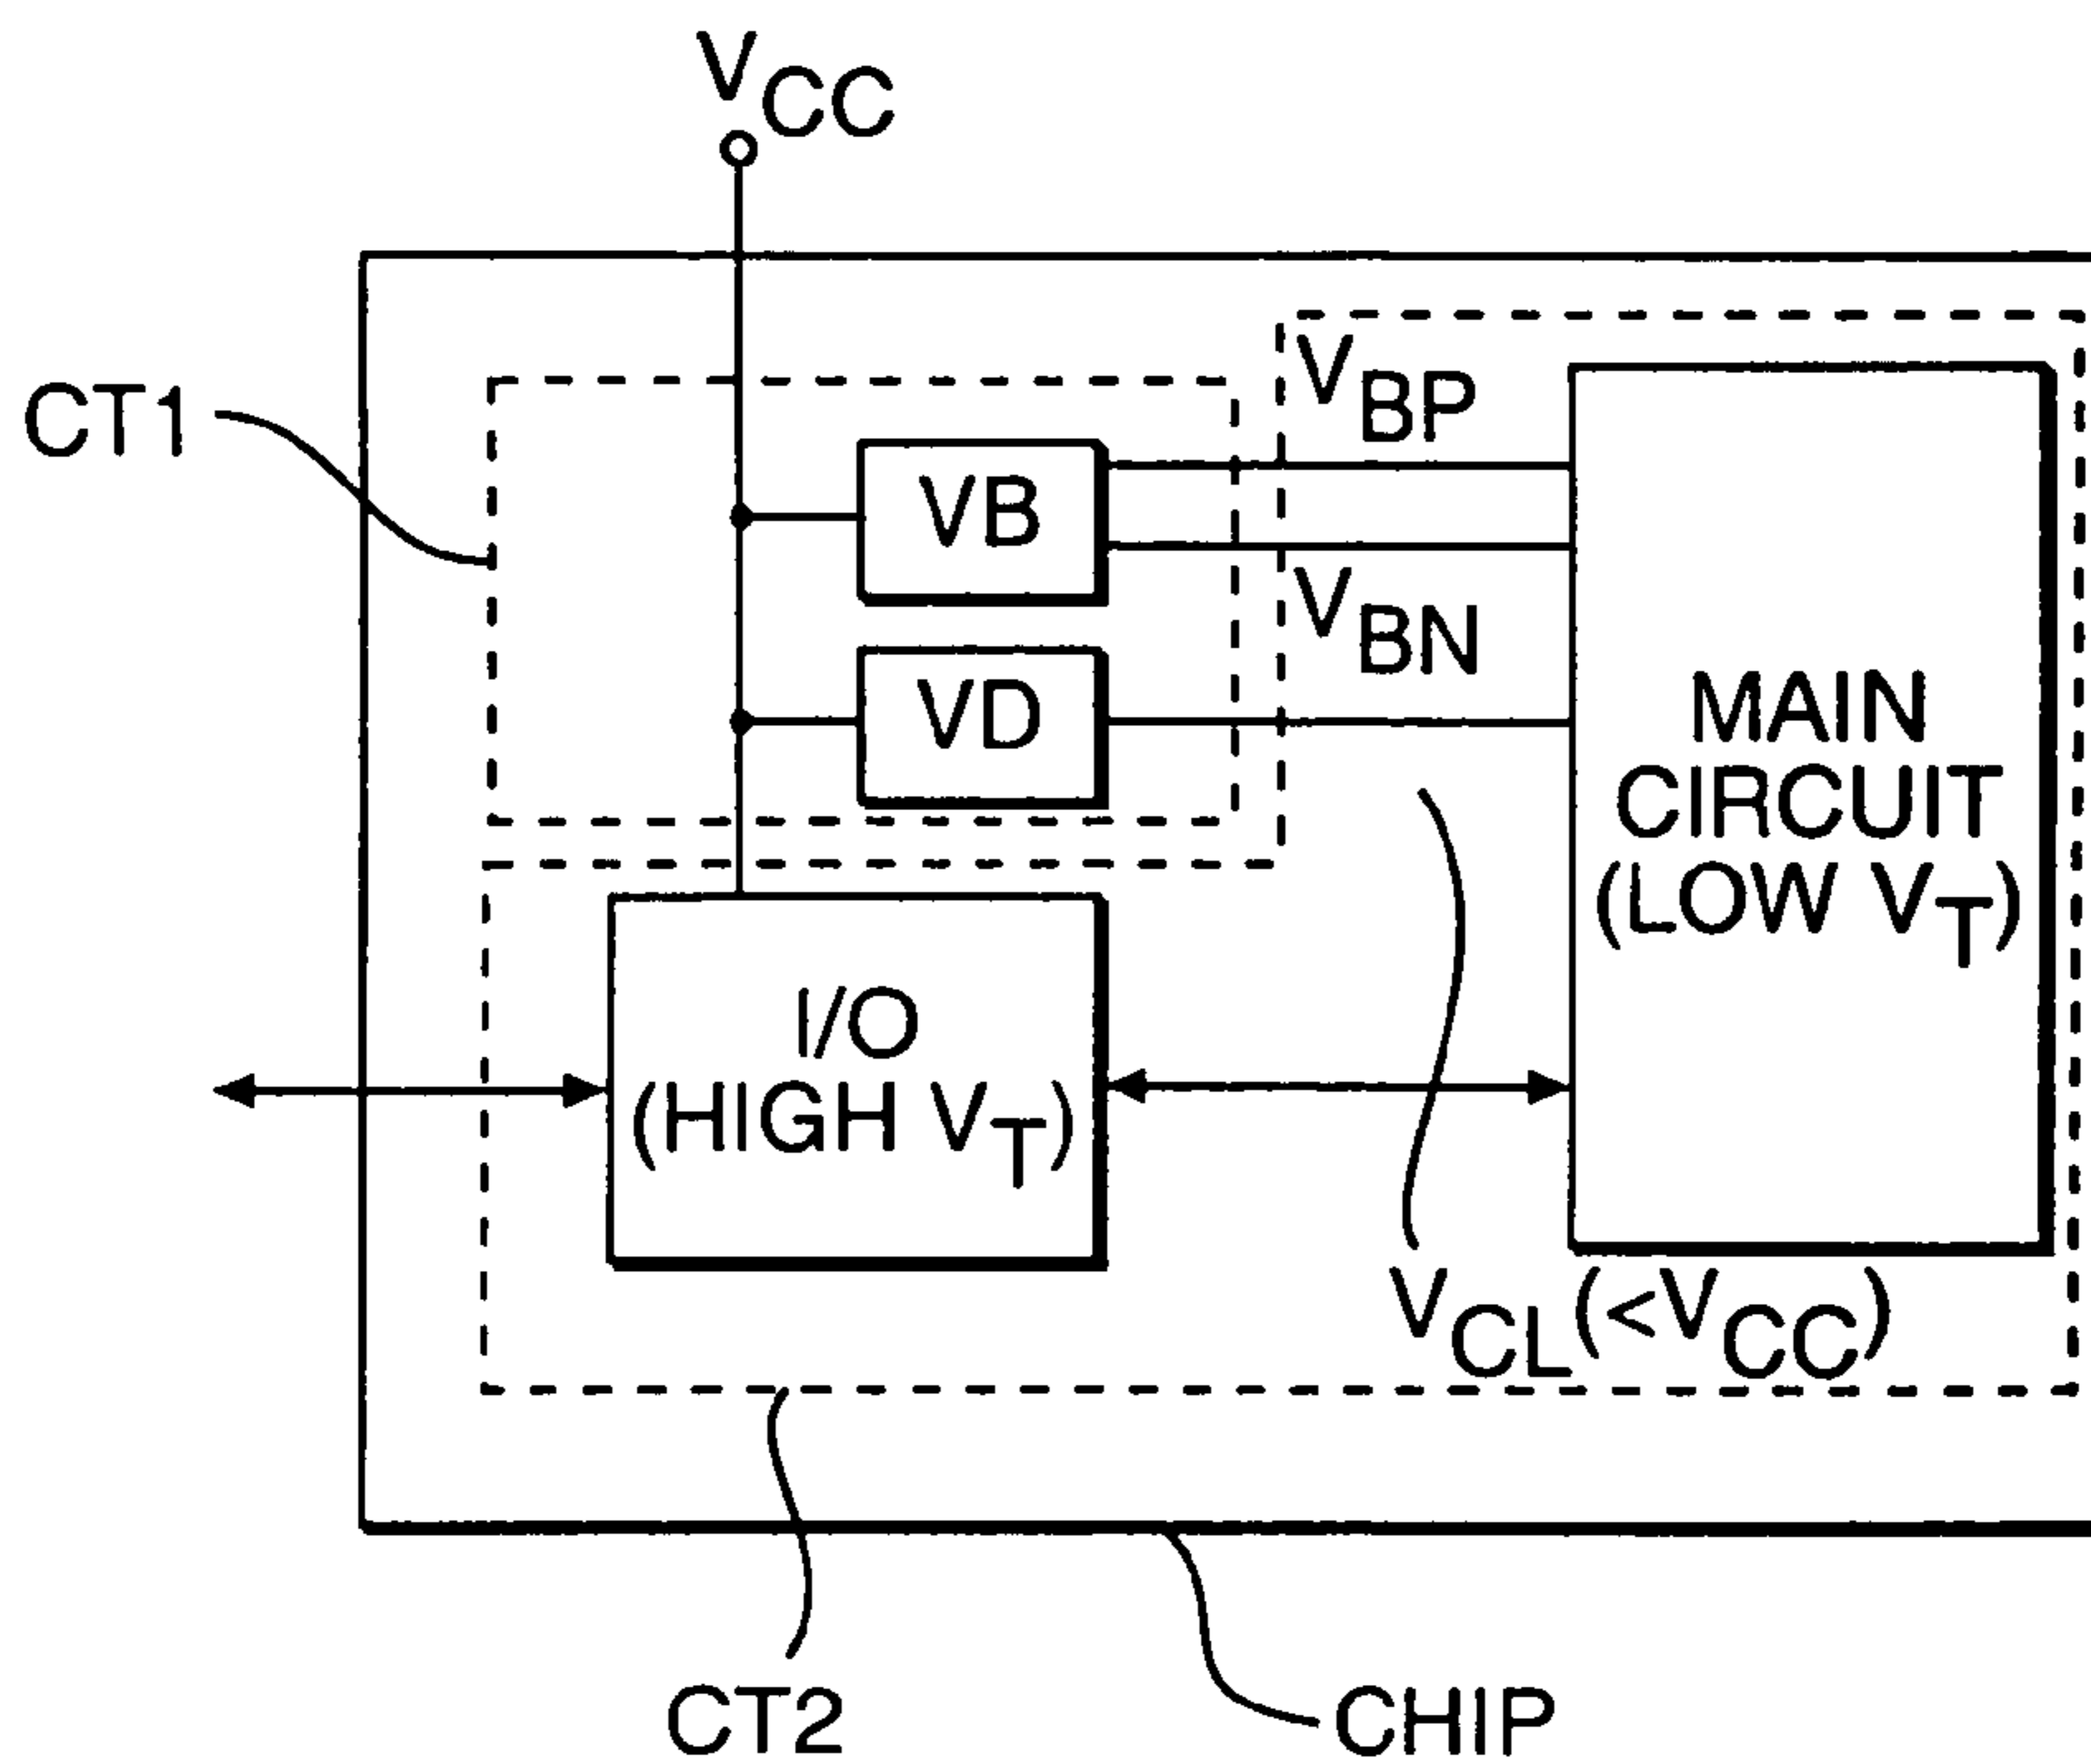 VCC
CT1
VBP
VB
VBN
VD
MAIN
CIRCUIT
(LOW VT)
I/O
(HIGH VT)
VCL(<VCC)
CT2
CHIP